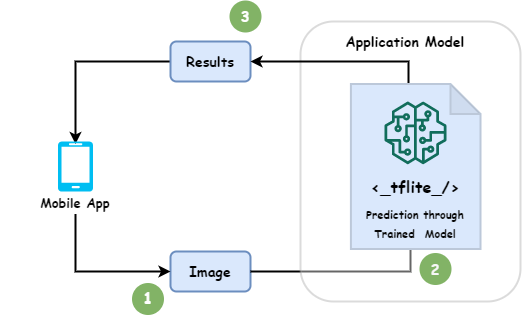 3
Application Model
Results
<_tflite_/>
Mobile App
Prediction through
Trained Model
Image
2
1